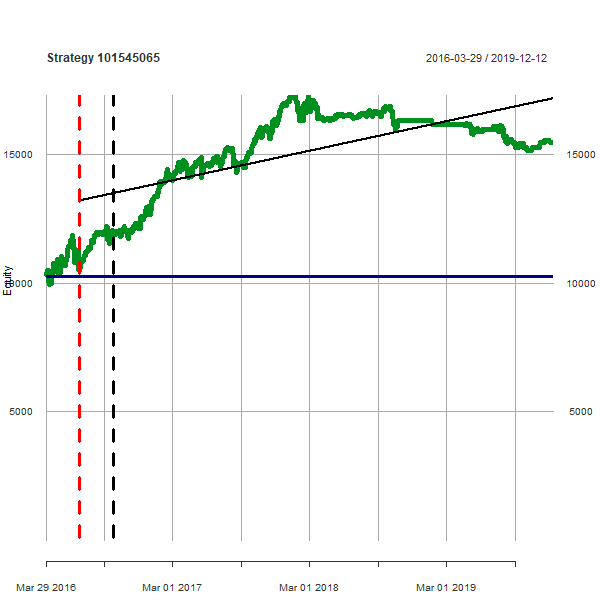 Strategy 101545065
2016-03-29 / 2019-12-12
15000
15000
Equity
10000
10000
5000
5000
Mar 29 2016
Mar 01 2017
Mar 01 2018
Mar 01 2019